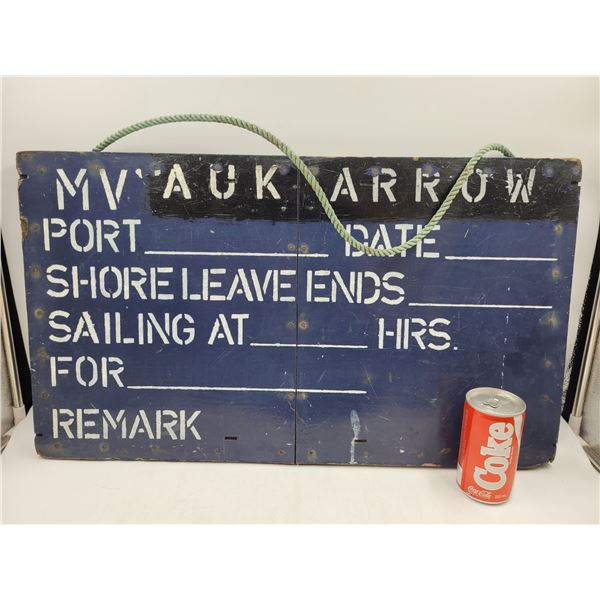 MV AUK ARROW
PORT DATE
SHORE LEAVE ENDS
SAILING AT HRS.
FOR
REMARK
Coke
Coca-Cola